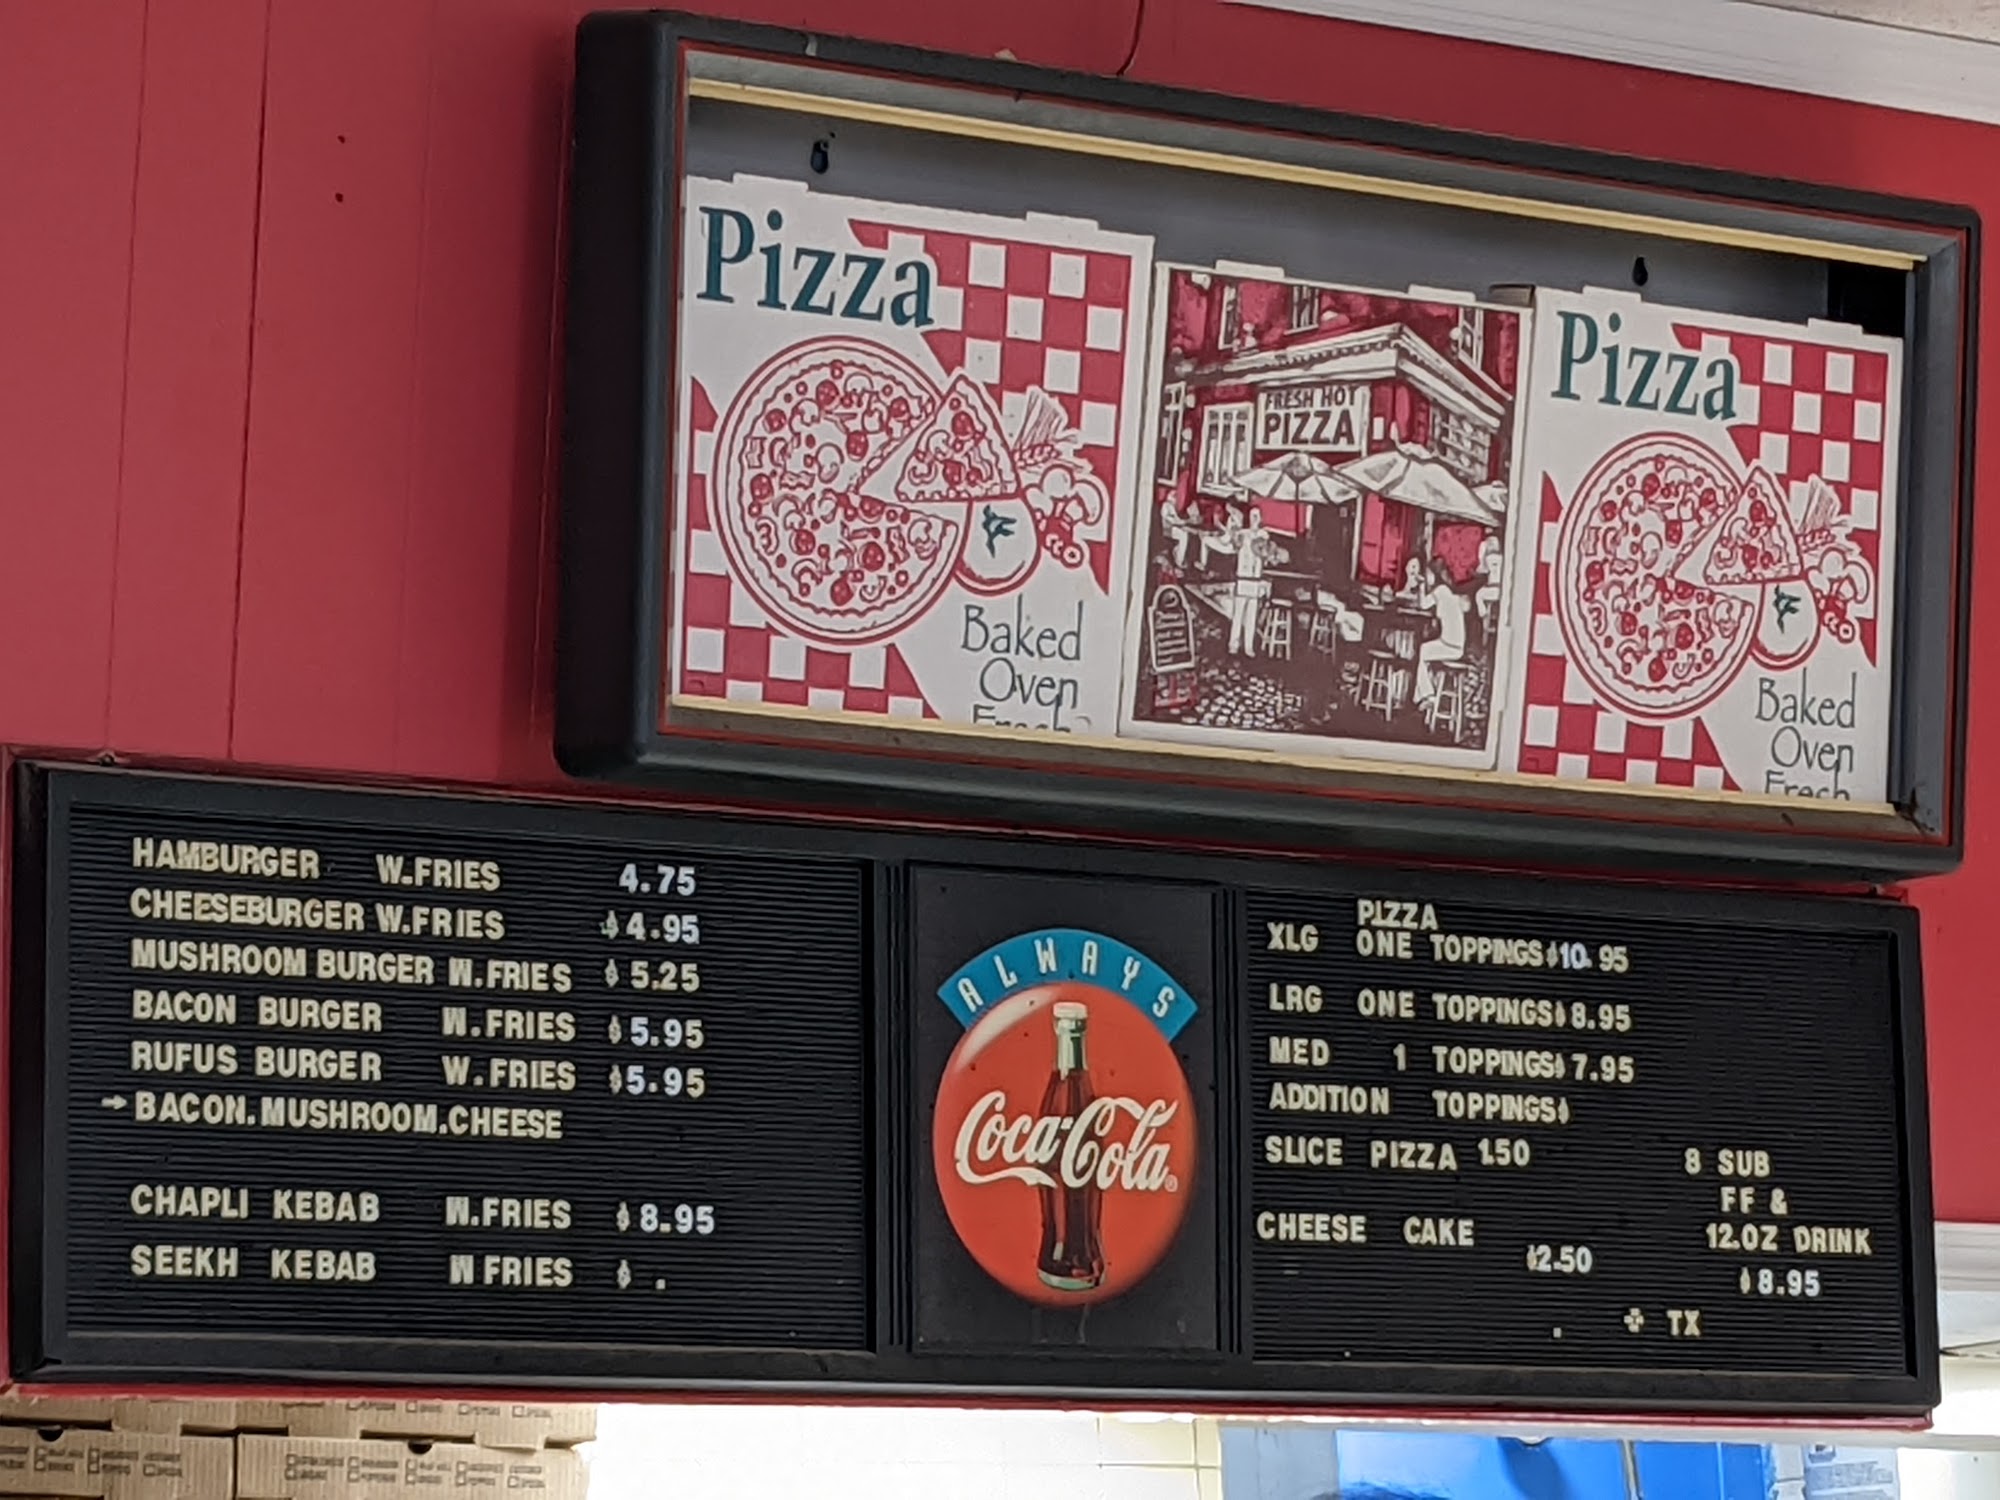 Pizza
Baked
Oven
Fresh
FRESH HOT
PIZZA
Pizza
Baked
Oven
Fresh
HAMBURGER W.FRIES 4.75
CHEESEBURGER W.FRIES $4.95
MUSHROOM BURGER W.FRIES $5.25
BACON BURGER W.FRIES $5.95
RUFUS BURGER W.FRIES $5.95
→BACON.MUSHROOM.CHEESE
CHAPLI KEBAB W.FRIES $8.95
SEEKH KEBAB W FRIES $ .
ALWAYS
Coca-Cola®
PIZZA
XLG ONE TOPPINGS$10.95
LRG ONE TOPPINGS$8.95
MED 1 TOPPINGS$7.95
ADDITION TOPPINGS$
SLICE PIZZA 1.50
CHEESE CAKE
$2.50
8 SUB
FF &
12.OZ DRINK
$8.95
. + TX